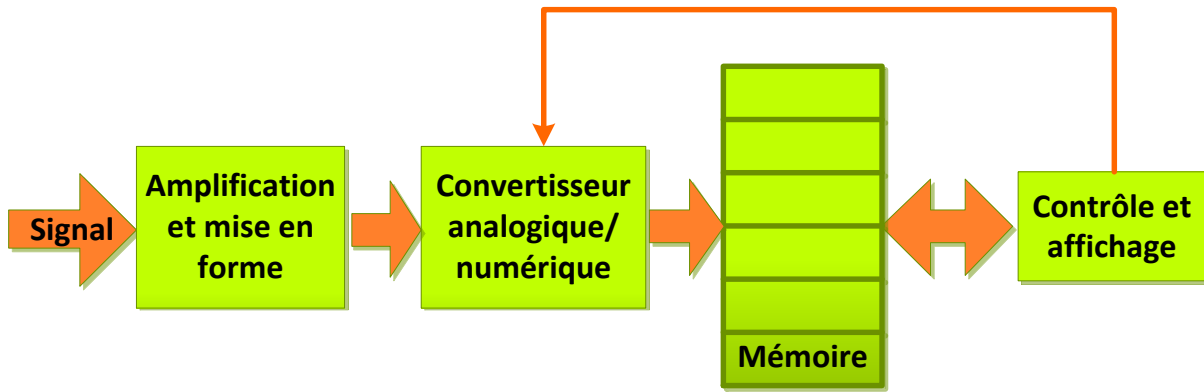 Signal
Amplification
et mise en
forme
Convertisseur
analogique/
numérique
Mémoire
Contrôle et
affichage